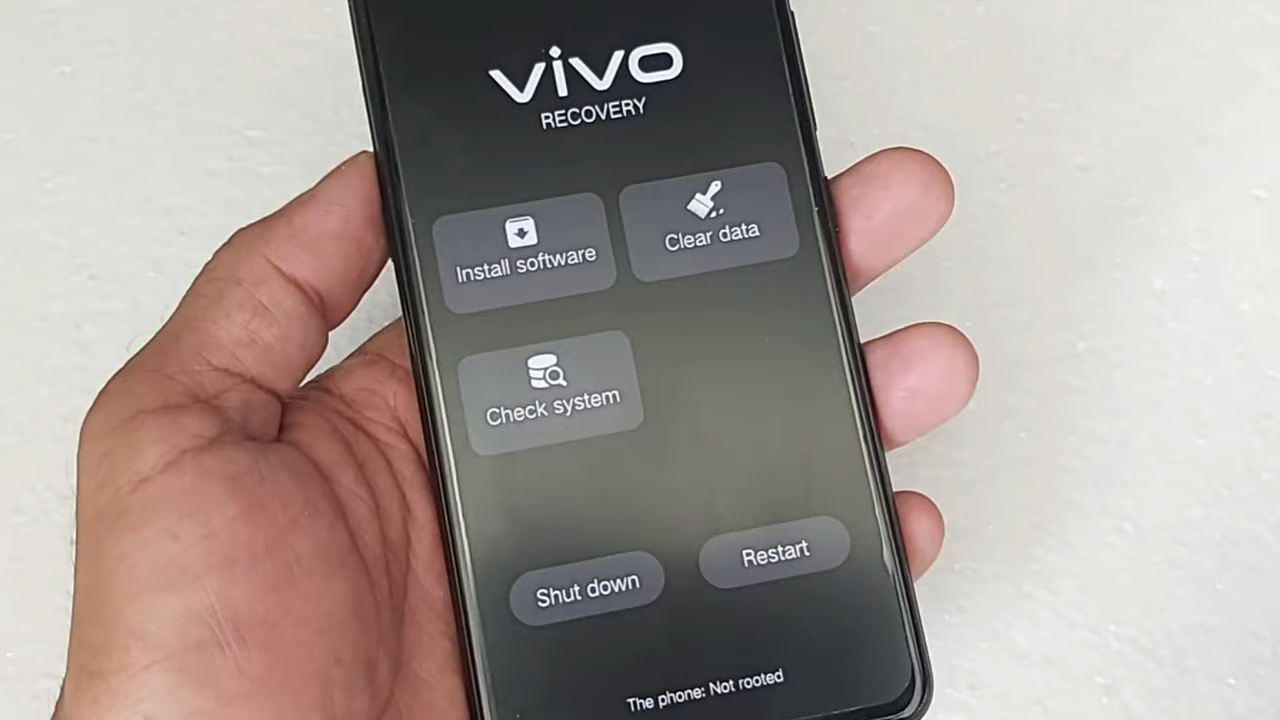 vivo
RECOVERY
Install software
Clear data
Check system
Shut down
Restart
The phone: Not rooted